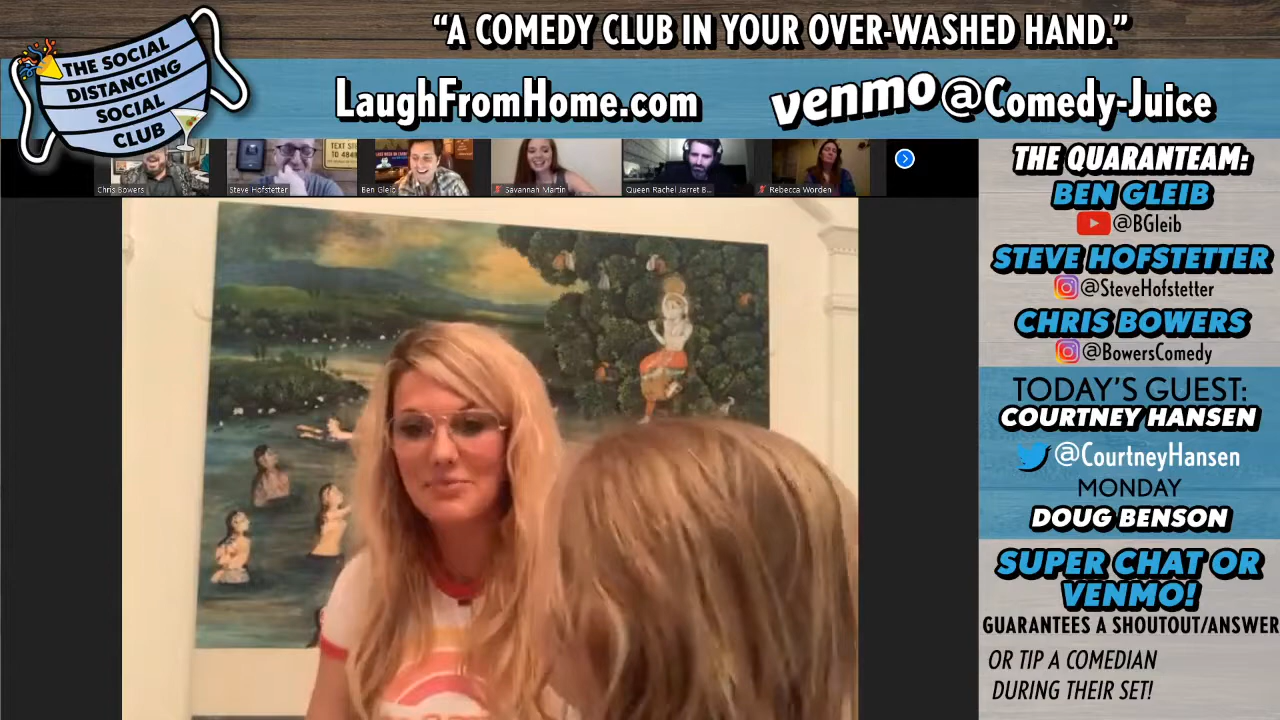 "A COMEDY CLUB IN YOUR OVER-WASHED HAND."
THE SOCIAL
DISTANCING
SOCIAL
CLUB
LaughFromHome.com
venmo @Comedy-Juice
Chris Bowers
Steve Hofstetter
TEXT S
TO 484
Ben Gleib
Savannah Martin
Queen Rachel Jarret B...
Rebecca Worden
THE QUARANTEAM:
BEN GLEIB
@BGleib
STEVE HOFSTETTER
@SteveHofstetter
CHRIS BOWERS
@BowersComedy
TODAY'S GUEST:
COURTNEY HANSEN
@CourtneyHansen
MONDAY
DOUG BENSON
SUPER CHAT OR
VENMO!
GUARANTEES A SHOUTOUT/ANSWER
OR TIP A COMEDIAN
DURING THEIR SET!